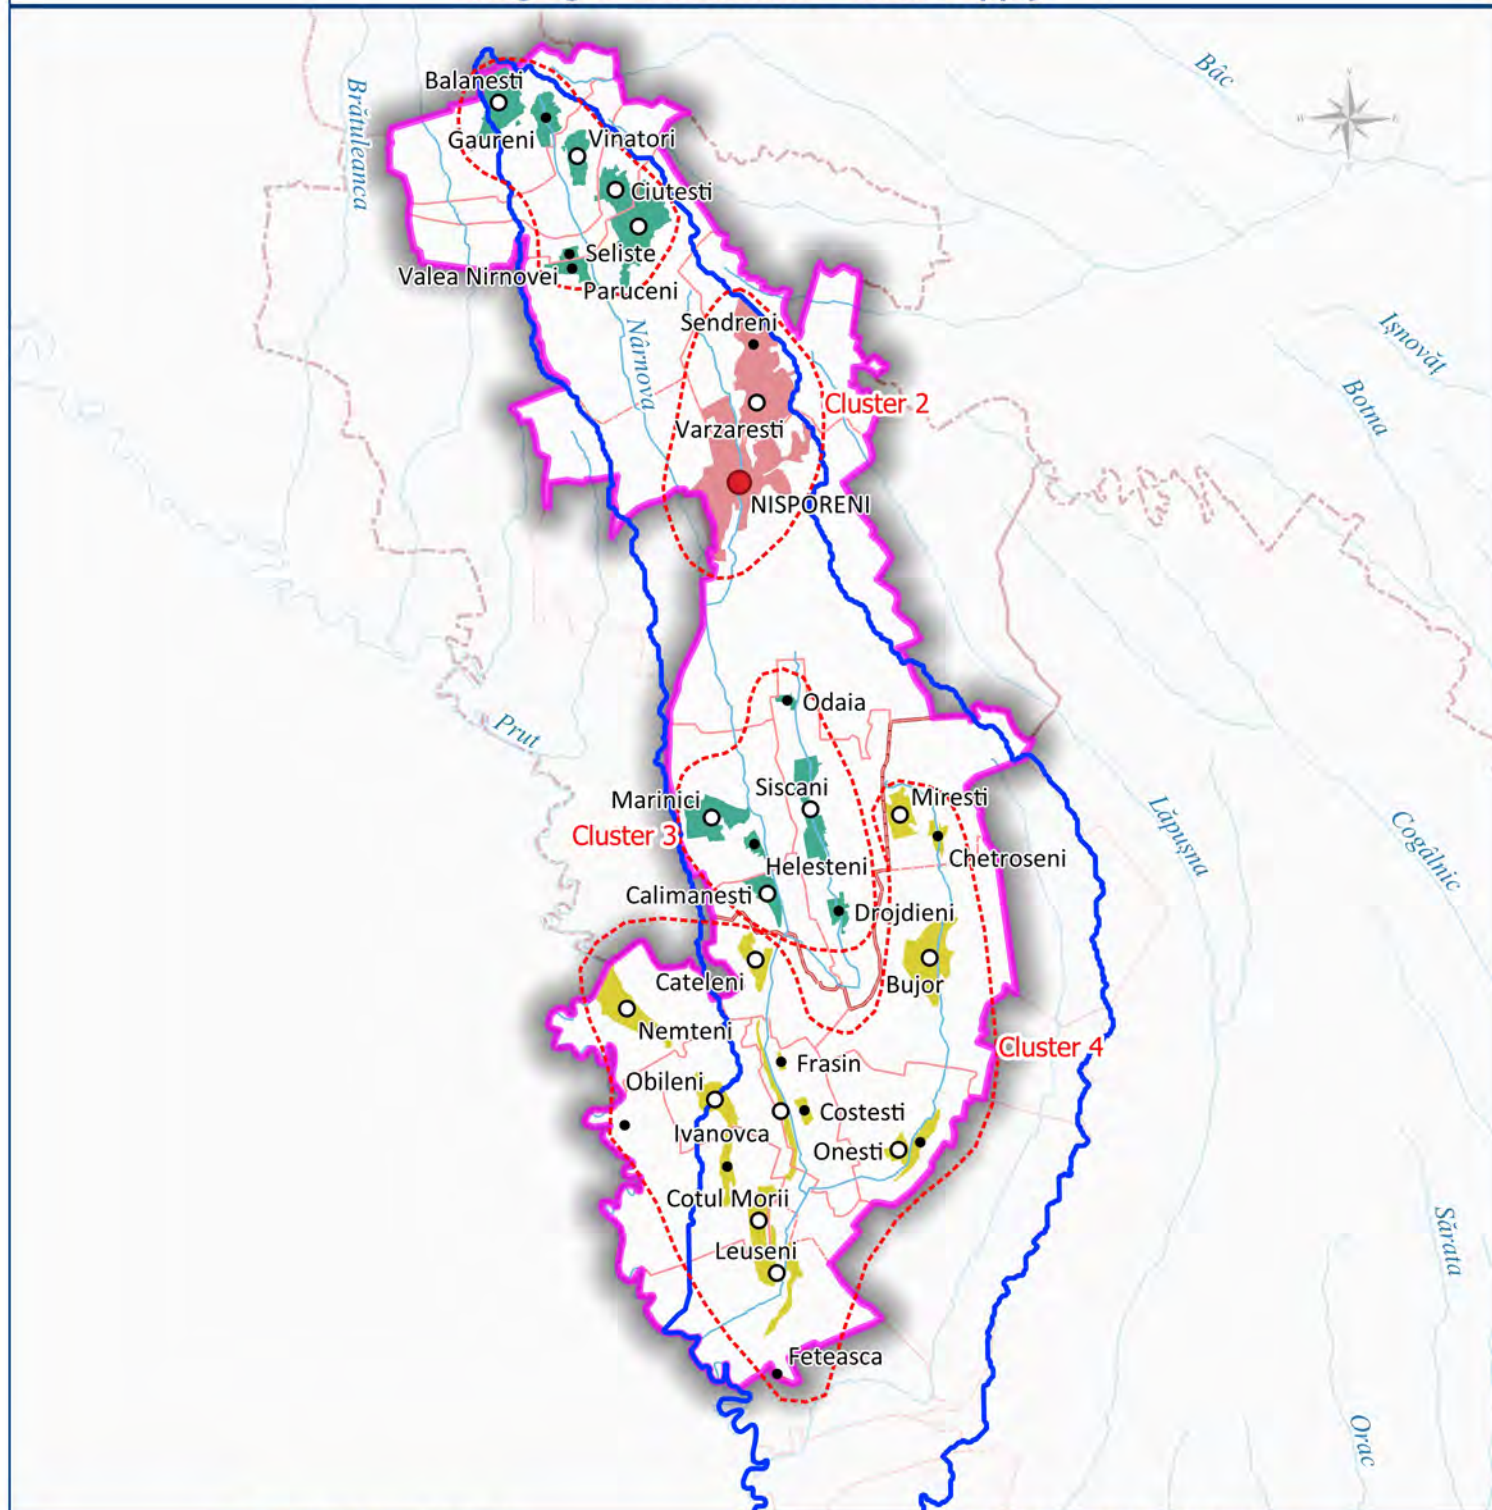 Bâc
Balanesti
Brătuleanca
Gaureni
Vinatori
Ciutesti
Seliste
Valea Nirnovei
Paruceni
Nârnova
Sendreni
Ișnovăț
Botna
Cluster 2
Varzaresti
NISPORENI
Odaia
Prut
Siscani
Marinici
Miresti
Cluster 3
Chetroseni
Lăpușna
Cogâlnic
Helesteni
Calimanesti
Drojdieni
Cateleni
Bujor
Nemteni
Cluster 4
Frasin
Obileni
Costesti
Ivanovca
Onesti
Cotul Morii
Leuseni
Sărata
Feteasca
Orac